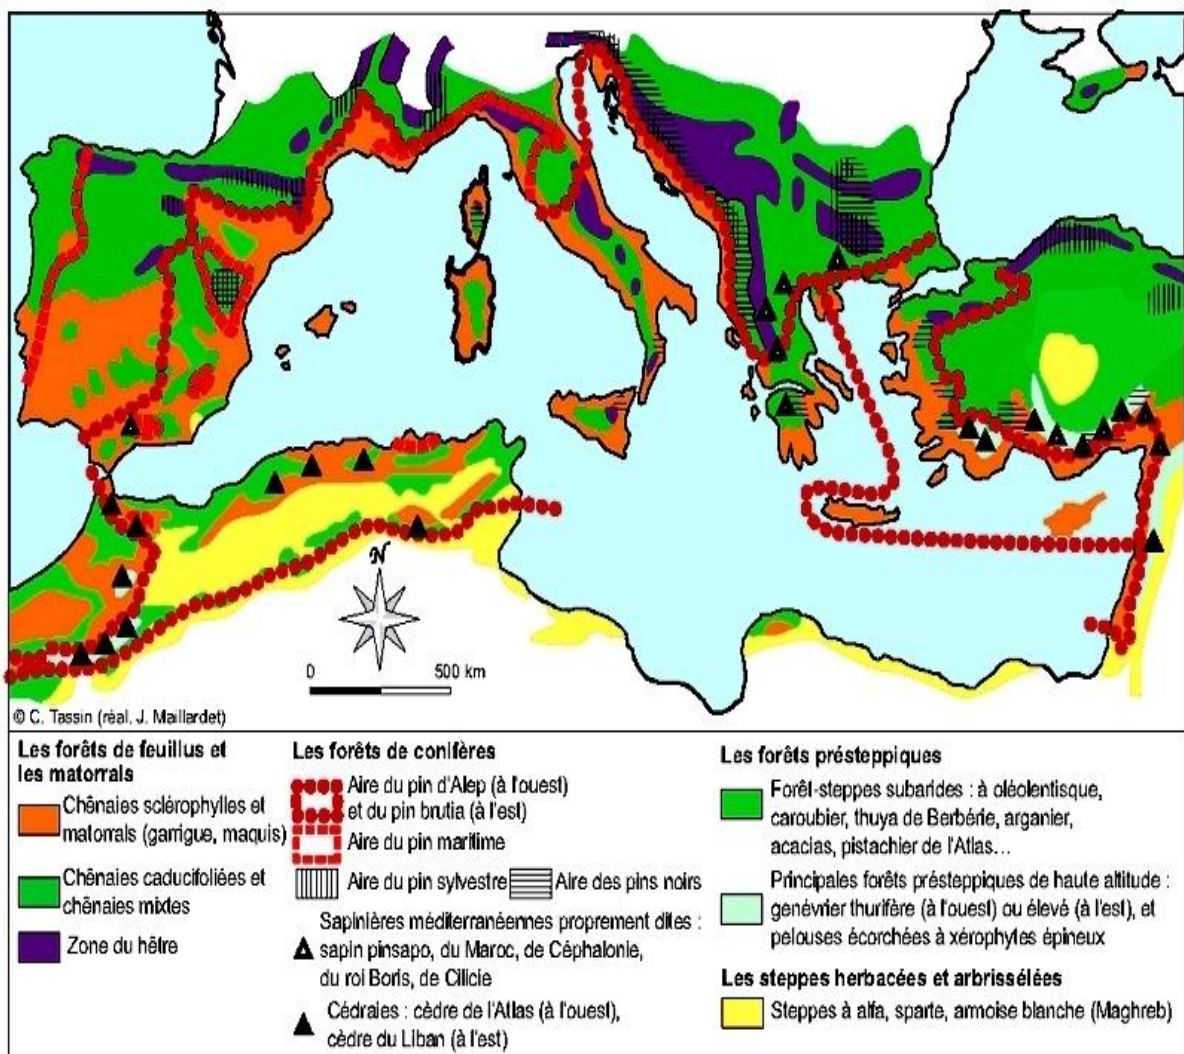 N
0 500 km
© C. Tassin (réal. J. Maillardet)
Les forêts de feuillus et
les matorrals
Chênaies sclérophylles et
matorrals (garrigue, maquis)
Chênaies caducifoliées et
chênaies mixtes
Zone du hêtre
Les forêts de conifères
Aire du pin d'Alep (à l'ouest)
et du pin brutia (à l'est)
Aire du pin maritime
Aire du pin sylvestre
Aire des pins noirs
Sapinières méditerranéennes proprement dites :
sapin pinsapo, du Maroc, de Céphalonie,
du roi Boris, de Cilicie
Cédraies : cèdre de l'Atlas (à l'ouest),
cèdre du Liban (à l'est)
Les forêts présteppiques
Forêt-steppes subarides : à oléolentisque,
caroubier, thuya de Berbérie, arganier,
acacias, pistachier de l'Atlas...
Principales forêts présteppiques de haute altitude :
genévrier thurifère (à l'ouest) ou élevé (à l'est), et
pelouses écorchées à xérophytes épineux
Les steppes herbacées et arbrissélées
Steppes à alfa, sparte, armoise blanche (Maghreb)